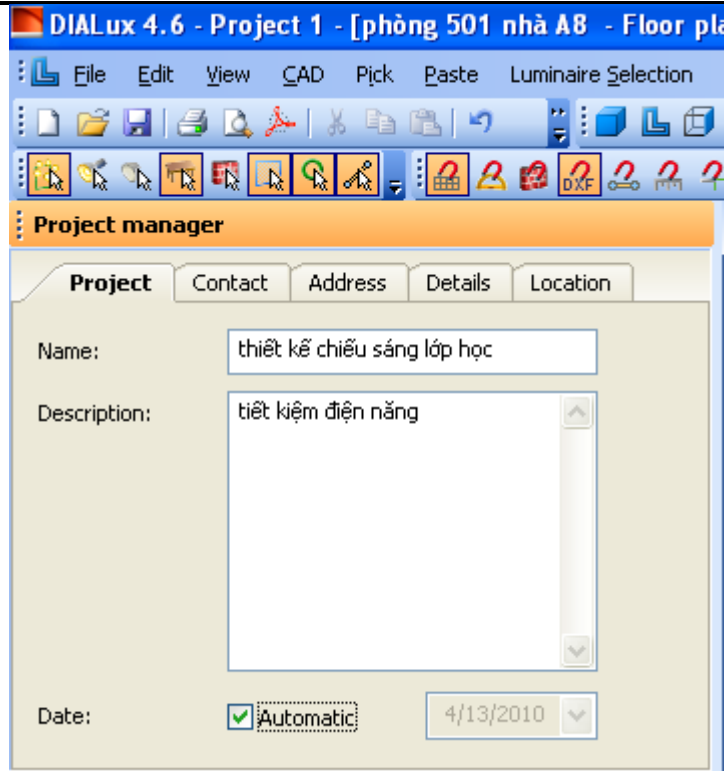 DIALux 4.6 - Project 1 - [phòng 501 nhà A8 - Floor pla
File Edit View CAD Pick Paste Luminaire Selection
DXF
Project manager
Project Contact Address Details Location
Name: thiết kế chiếu sáng lớp học
Description: tiết kiệm điện năng
Date: Automatic 4/13/2010